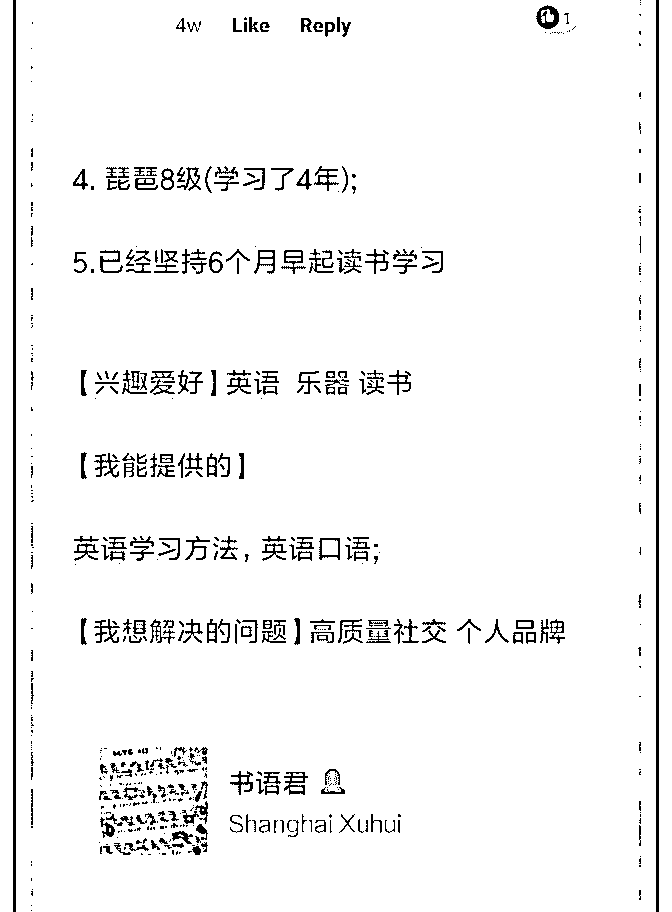 4w Like Reply 1
4. 琵琶8级(学习了4年);
5.已经坚持6个月早起读书学习
【兴趣爱好】英语 乐器 读书
【我能提供的】
英语学习方法, 英语口语;
【我想解决的问题】高质量社交 个人品牌
书语君
Shanghai Xuhui